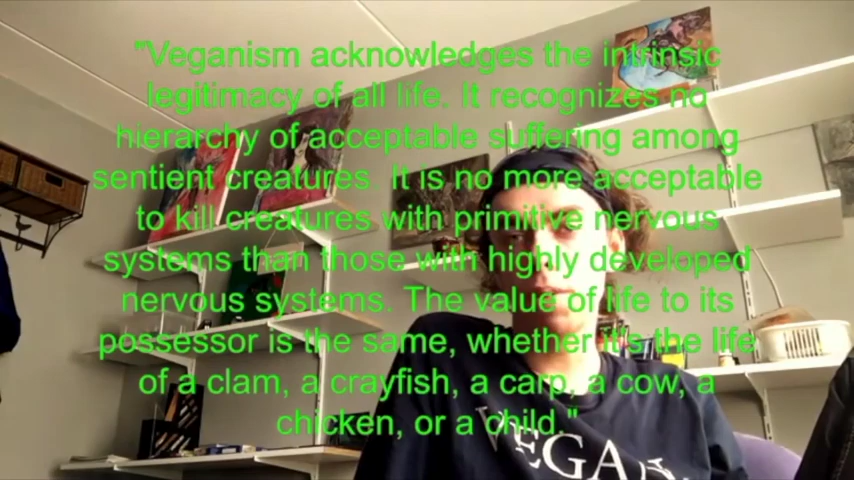 "Veganism acknowledges the intrinsic
legitimacy of all life. It recognizes no
hierarchy of acceptable suffering among
sentient creatures. It is no more acceptable
to kill creatures with primitive nervous
systems than those with highly developed
nervous systems. The value of life to its
possessor is the same, whether it's the life
of a clam, a crayfish, a carp, a cow, a
chicken, or a child."
VEGAN